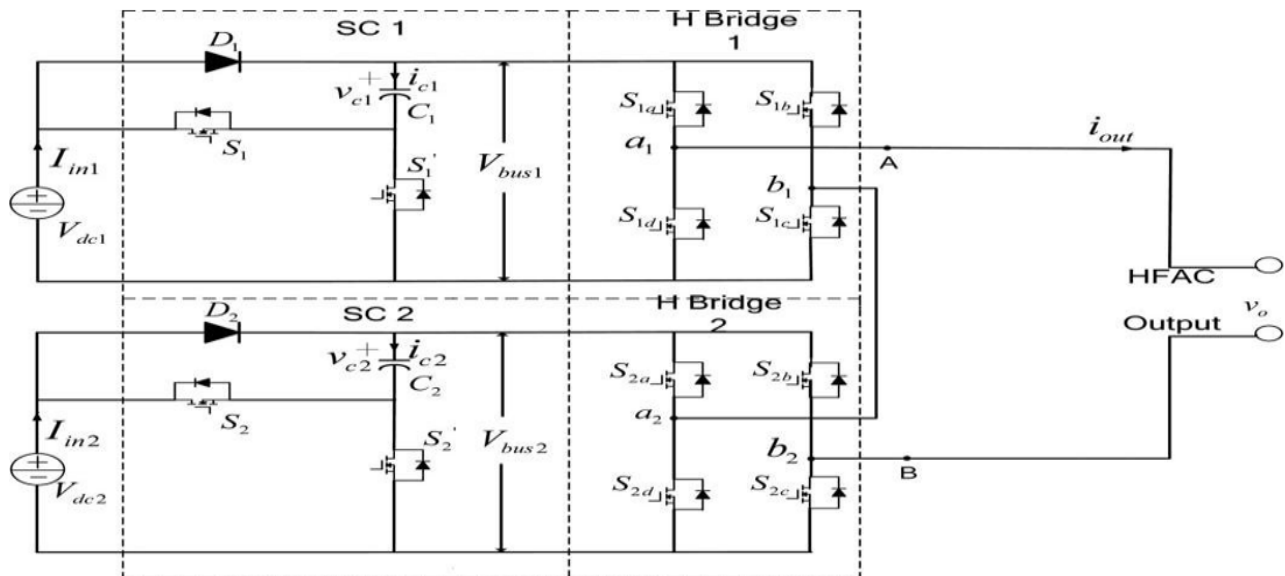 SC 1
H Bridge
1
D1
vc1 +
ic1
C1
S1
S1'
Iin1
Vdc1
Vbus1
S1a
S1b
a1
b1
S1d
S1c
A
iout
HFAC
Output
vo
SC 2
H Bridge
2
D2
vc2 +
ic2
C2
S2
S2'
Iin2
Vdc2
Vbus2
S2a
S2b
a2
b2
S2d
S2c
B